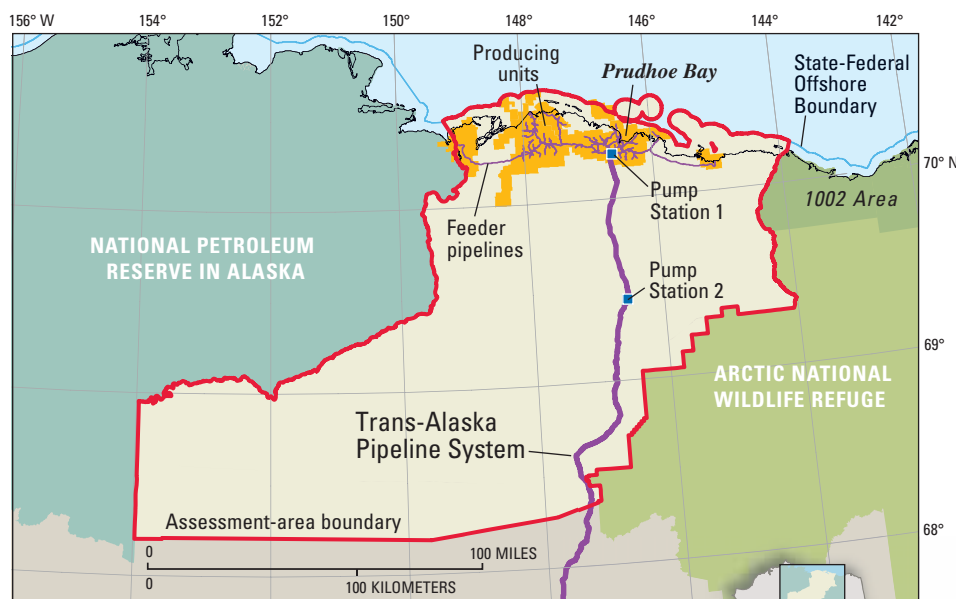 156° W
154°
152°
150°
148°
146°
144°
142°
Producing
units
Prudhoe Bay
State-Federal
Offshore
Boundary
70° N
1002 Area
Pump
Station 1
Feeder
pipelines
NATIONAL PETROLEUM
RESERVE IN ALASKA
Pump
Station 2
69°
ARCTIC NATIONAL
WILDLIFE REFUGE
Trans-Alaska
Pipeline System
Assessment-area boundary
68°
0
100 MILES
0
100 KILOMETERS